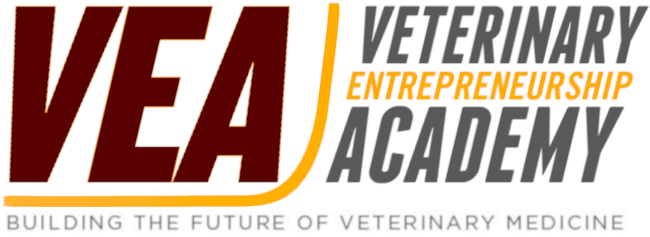 VEA
VETERINARY
ENTREPRENEURSHIP
ACADEMY
BUILDING THE FUTURE OF VETERINARY MEDICINE